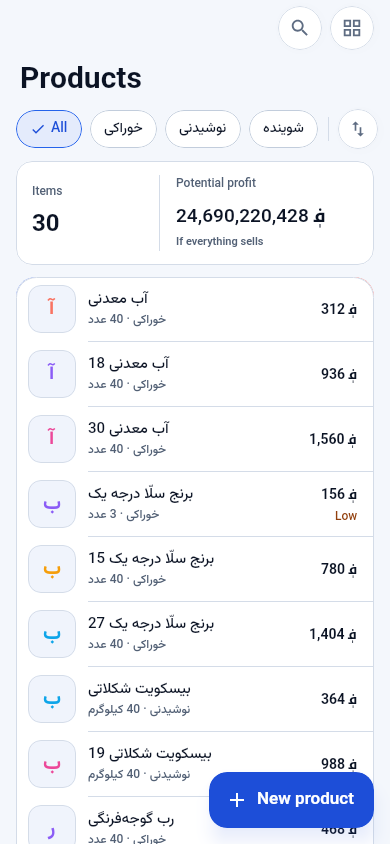 Products
All
خوراکی
نوشیدنی
شوینده
Items
30
Potential profit
24,690,220,428 ؋
If everything sells
آ
آب معدنی
خوراکی · 40 عدد
312 ؋
آ
آب معدنی 18
خوراکی · 40 عدد
936 ؋
آ
آب معدنی 30
خوراکی · 40 عدد
1,560 ؋
ب
برنج سلّا درجه یک
خوراکی · 3 عدد
156 ؋
Low
ب
برنج سلّا درجه یک 15
خوراکی · 40 عدد
780 ؋
ب
برنج سلّا درجه یک 27
خوراکی · 40 عدد
1,404 ؋
ب
بیسکویت شکلاتی
نوشیدنی · 40 کیلوگرم
364 ؋
ب
بیسکویت شکلاتی 19
نوشیدنی · 40 کیلوگرم
988 ؋
ر
رب گوجه‌فرنگی
خوراکی · 40 عدد
468 ؋
New product